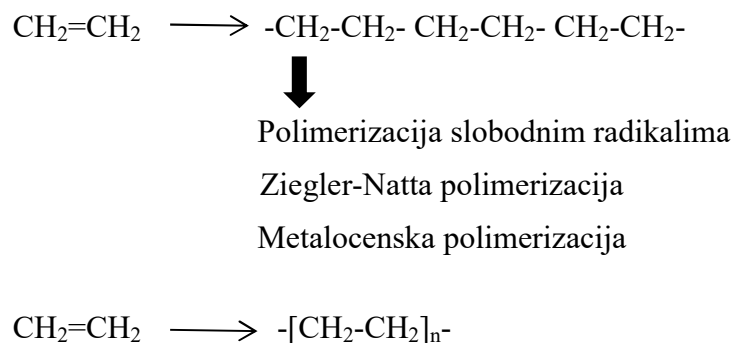 CH₂=CH₂ ⟶ -CH₂-CH₂- CH₂-CH₂- CH₂-CH₂-
Polimerizacija slobodnim radikalima
Ziegler-Natta polimerizacija
Metalocenska polimerizacija
CH₂=CH₂ ⟶ -[CH₂-CH₂]ₙ-